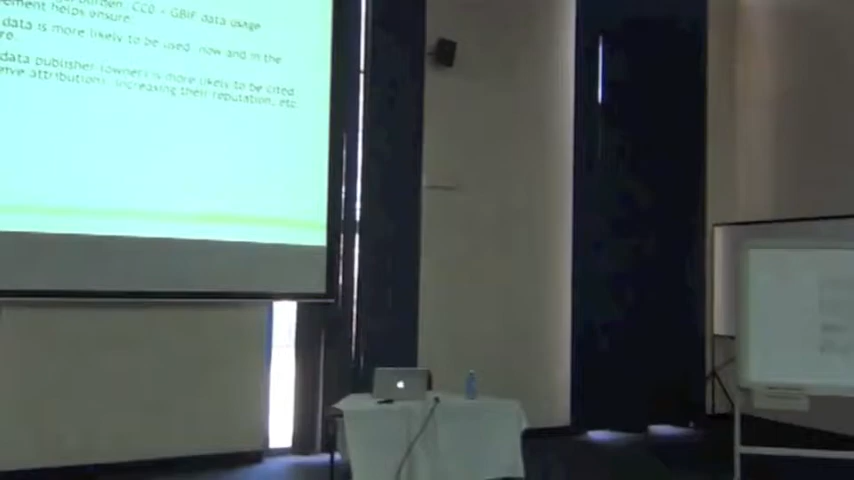 burden. CC0 + GBIF data usage
ement helps ensure
data is more likely to be used now and in the
re.
data publisher (owner) is more likely to be cited
erve attribution), increasing their reputation, etc.